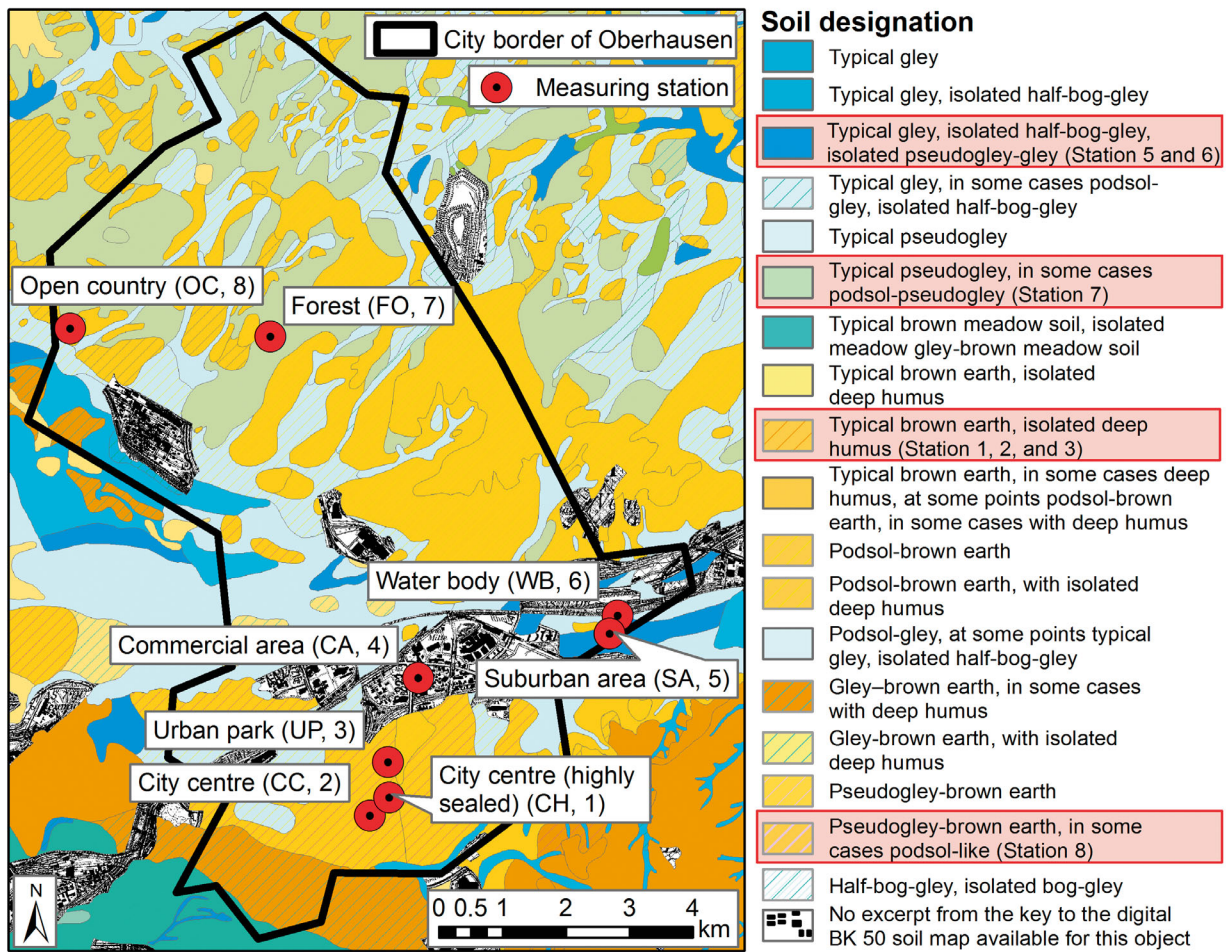 City border of Oberhausen
Measuring station
Open country (OC, 8)
Forest (FO, 7)
Water body (WB, 6)
Commercial area (CA, 4)
Suburban area (SA, 5)
Urban park (UP, 3)
City centre (CC, 2)
City centre (highly
sealed) (CH, 1)
N
0 0.5 1 2 3 4
km
Soil designation
Typical gley
Typical gley, isolated half-bog-gley
Typical gley, isolated half-bog-gley,
isolated pseudogley-gley (Station 5 and 6)
Typical gley, in some cases podsol-
gley, isolated half-bog-gley
Typical pseudogley
Typical pseudogley, in some cases
podsol-pseudogley (Station 7)
Typical brown meadow soil, isolated
meadow gley-brown meadow soil
Typical brown earth, isolated
deep humus
Typical brown earth, isolated deep
humus (Station 1, 2, and 3)
Typical brown earth, in some cases deep
humus, at some points podsol-brown
earth, in some cases with deep humus
Podsol-brown earth
Podsol-brown earth, with isolated
deep humus
Podsol-gley, at some points typical
gley, isolated half-bog-gley
Gley–brown earth, in some cases
with deep humus
Gley-brown earth, with isolated
deep humus
Pseudogley-brown earth
Pseudogley-brown earth, in some
cases podsol-like (Station 8)
Half-bog-gley, isolated bog-gley
No excerpt from the key to the digital
BK 50 soil map available for this object